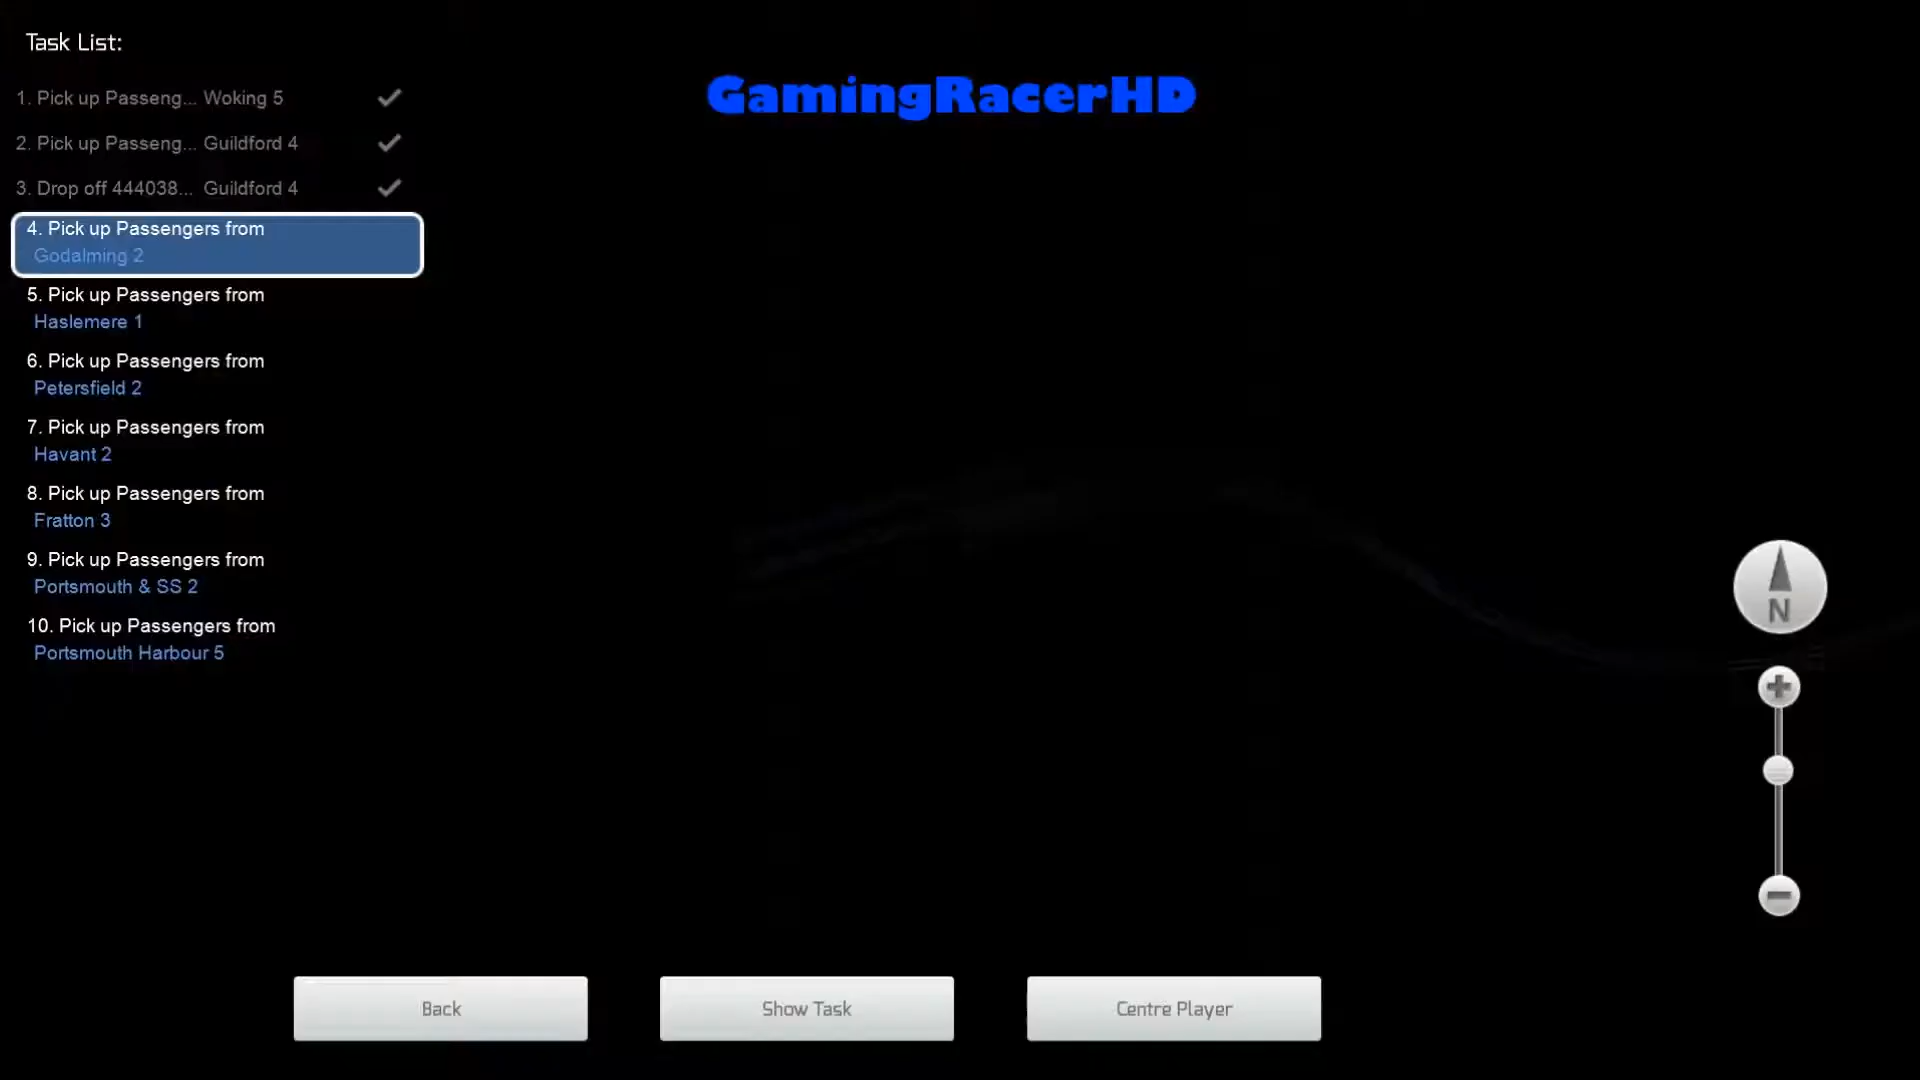 Task List:
GamingRacerHD
1. Pick up Passeng... Woking 5
2. Pick up Passeng... Guildford 4
3. Drop off 444038... Guildford 4
4. Pick up Passengers from
Godalming 2
5. Pick up Passengers from
Haslemere 1
6. Pick up Passengers from
Petersfield 2
7. Pick up Passengers from
Havant 2
8. Pick up Passengers from
Fratton 3
9. Pick up Passengers from
Portsmouth & SS 2
10. Pick up Passengers from
Portsmouth Harbour 5
N
Back
Show Task
Centre Player